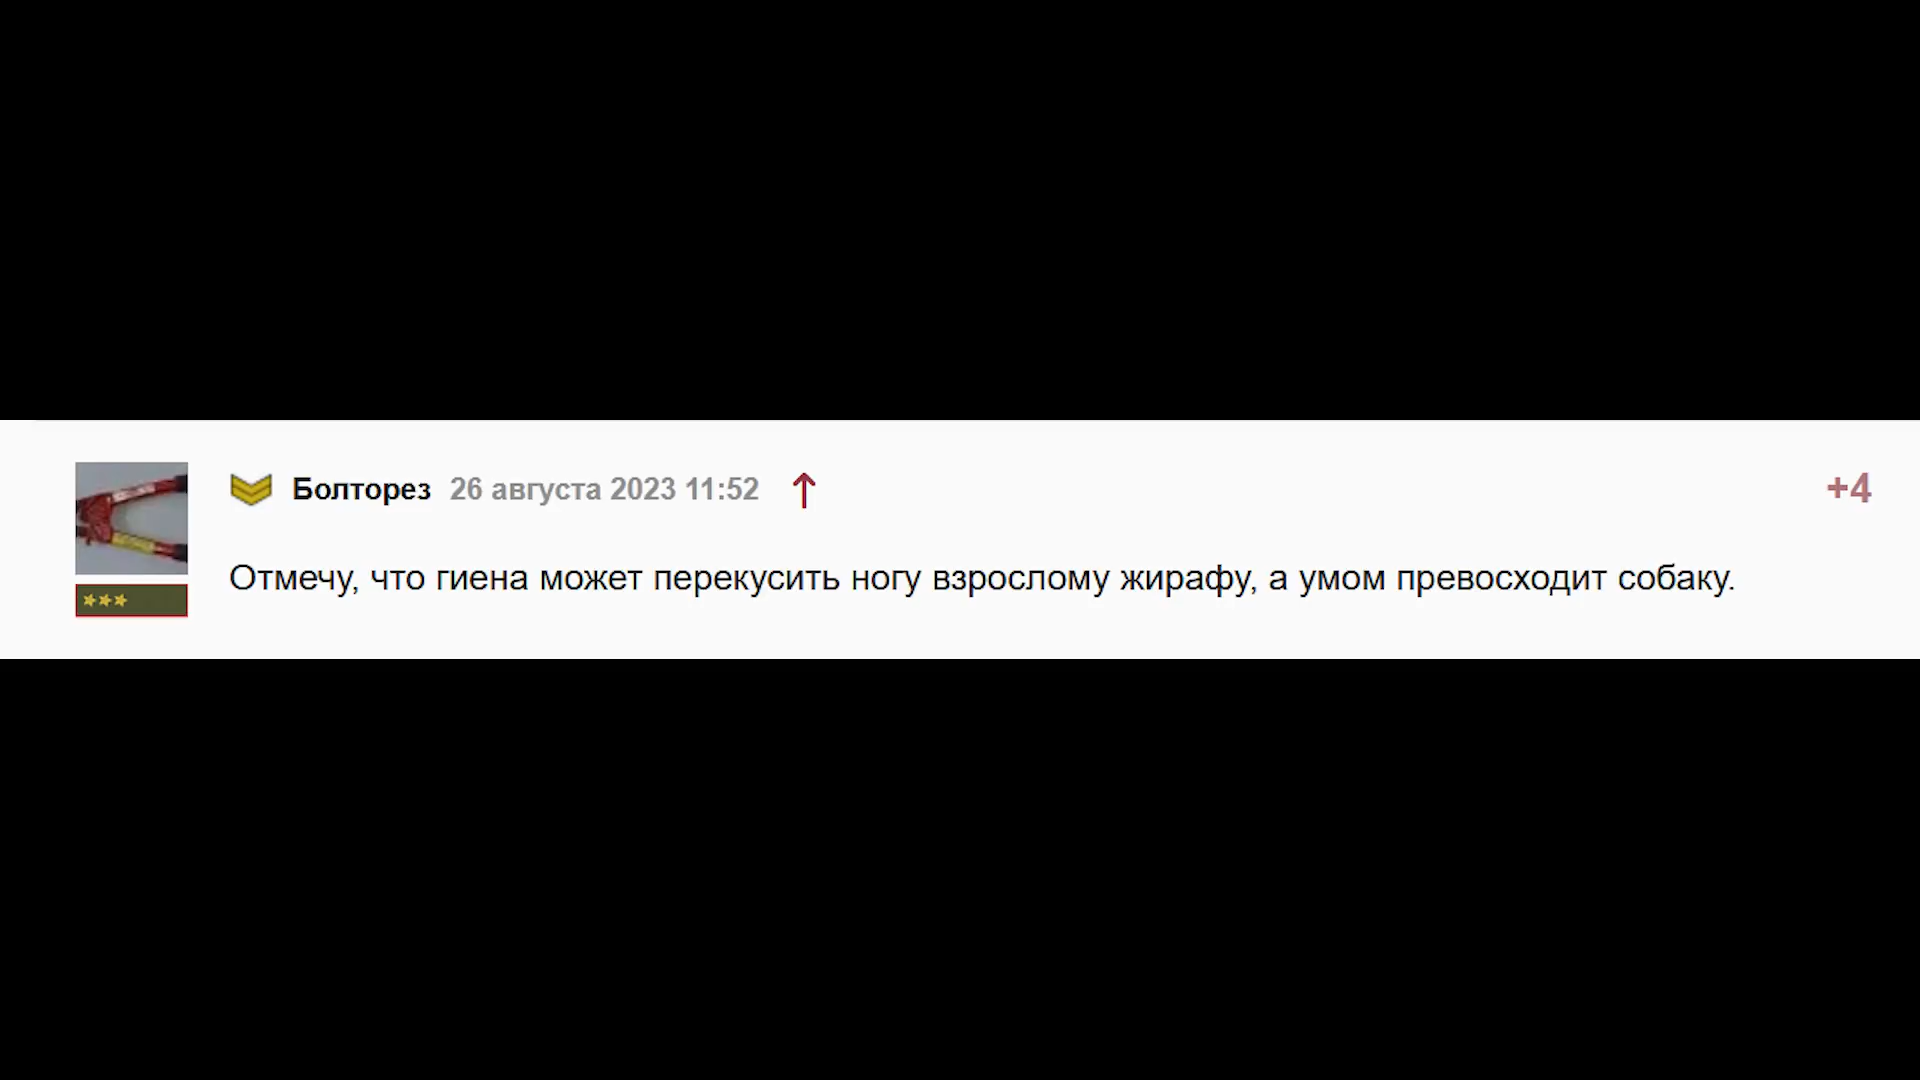 Болторез 26 августа 2023 11:52 ↑ +4
Отмечу, что гиена может перекусить ногу взрослому жирафу, а умом превосходит собаку.